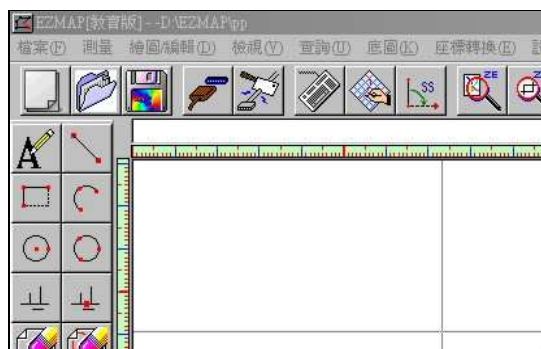 EZMAP[教育版] - -D:\EZMAP\pp
檔案(F) 測量 繪圖/編輯(D) 檢視(V) 查詢(U) 底圖(K) 座標轉換(E)
SS ZE
A